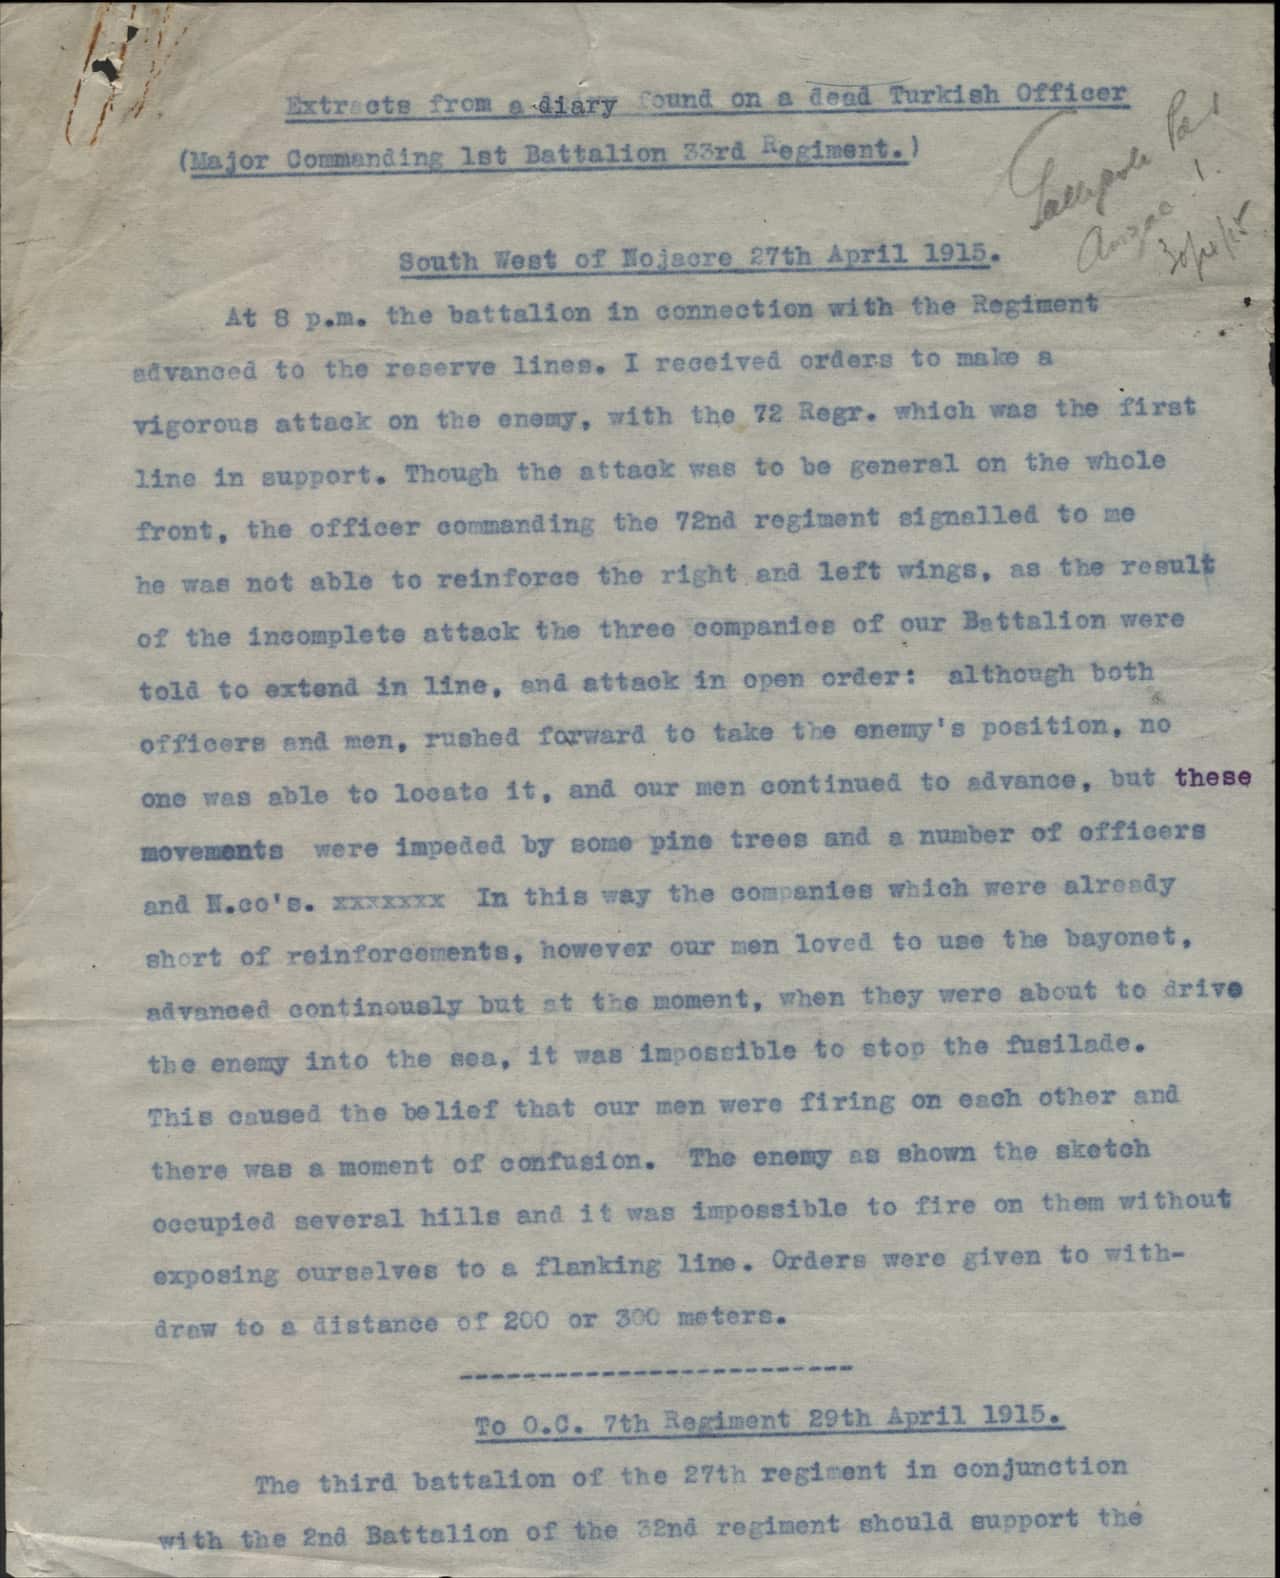 Extracts from a diary found on a dead Turkish Officer
(Major Commanding 1st Battalion 33rd Regiment.)
Anzac 1.
South West of Nojacre 27th April 1915.
At 8 p.m. the battalion in connection with the Regiment
advanced to the reserve lines. I received orders to make a
vigorous attack on the enemy, with the 72 Regr. which was the first
line in support. Though the attack was to be general on the whole
front, the officer commanding the 72nd regiment signalled to me
he was not able to reinforce the right and left wings, as the result
of the incomplete attack the three companies of our Battalion were
told to extend in line, and attack in open order: although both
officers and men, rushed forward to take the enemy's position, no
one was able to locate it, and our men continued to advance, but these
movements were impeded by some pine trees and a number of officers
and N.co's. xxxxxxx In this way the companies which were already
short of reinforcements, however our men loved to use the bayonet,
advanced continously but at the moment, when they were about to drive
the enemy into the sea, it was impossible to stop the fusilade.
This caused the belief that our men were firing on each other and
there was a moment of confusion. The enemy as shown the sketch
occupied several hills and it was impossible to fire on them without
exposing ourselves to a flanking line. Orders were given to with-
draw to a distance of 200 or 300 meters.
-------------------------
To O.C. 7th Regiment 29th April 1915.
The third battalion of the 27th regiment in conjunction
with the 2nd Battalion of the 32nd regiment should support the